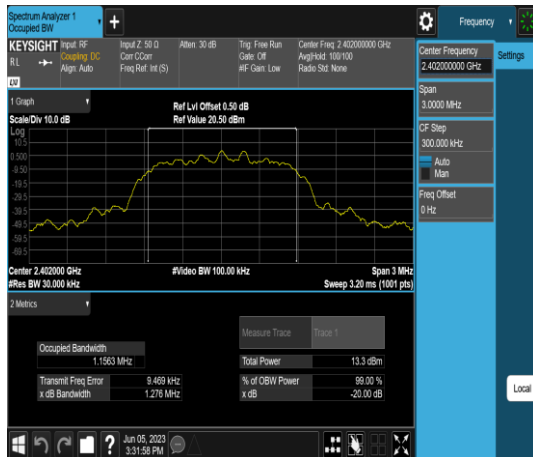 Spectrum Analyzer 1
Occupied BW
Frequency
KEYSIGHT
RL
LXI
Input: RF
Coupling: DC
Align: Auto
Input Z: 50 Ω
Corr CCorr
Freq Ref: Int (S)
Atten: 30 dB
Trig: Free Run
Gate: Off
#IF Gain: Low
Center Freq: 2.402000000 GHz
Avg|Hold: 100/100
Radio Std: None
Center Frequency
2.402000000 GHz
Settings
Span
3.0000 MHz
CF Step
300.000 kHz
Auto
Man
Freq Offset
0 Hz
Local
1 Graph
Scale/Div 10.0 dB
Ref Lvl Offset 0.50 dB
Ref Value 20.50 dBm
Log
10.5
0.500
-9.50
-19.5
-29.5
-39.5
-49.5
-59.5
-69.5
Center 2.402000 GHz
#Video BW 100.00 kHz
Span 3 MHz
#Res BW 30.000 kHz
Sweep 3.20 ms (1001 pts)
2 Metrics
Measure Trace
Trace 1
Occupied Bandwidth
1.1563 MHz
Total Power
13.3 dBm
Transmit Freq Error
9.469 kHz
% of OBW Power
99.00 %
x dB Bandwidth
1.276 MHz
x dB
-20.00 dB
Jun 05, 2023
3:31:58 PM